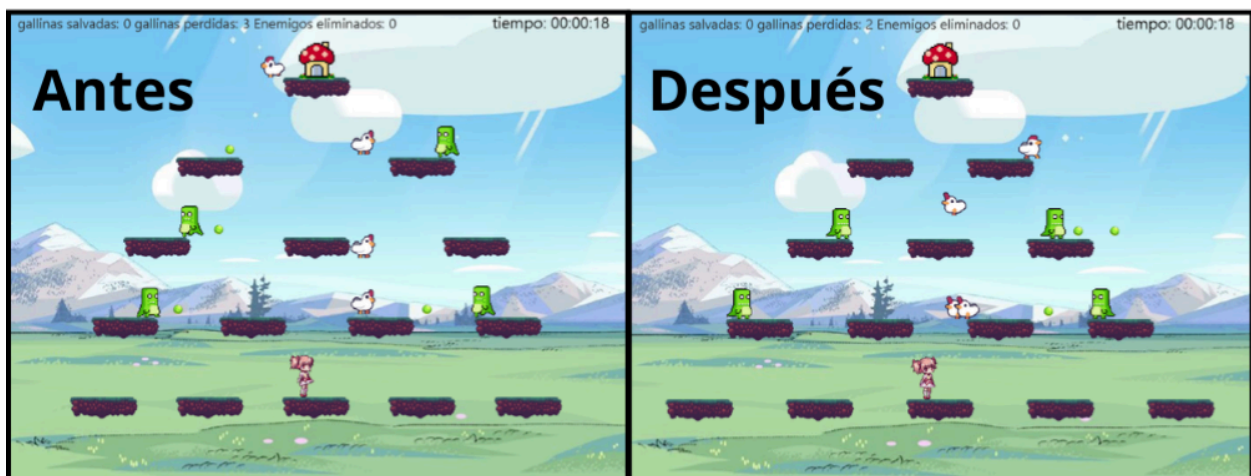 gallinas salvadas: 0 gallinas perdidas: 3 Enemigos eliminados: 0
tiempo: 00:00:18
Antes
gallinas salvadas: 0 gallinas perdidas: 2 Enemigos eliminados: 0
tiempo: 00:00:18
Después